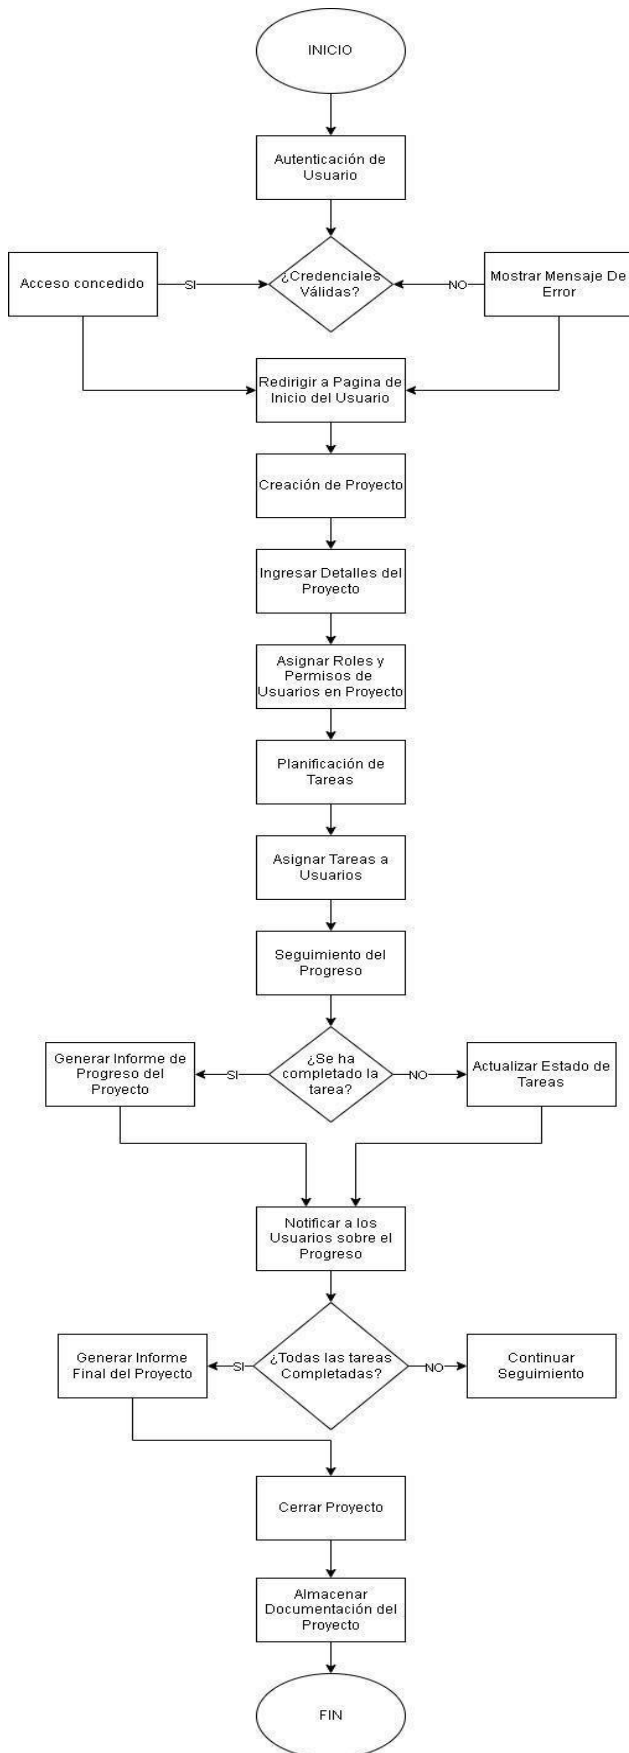 INICIO
Autenticación de
Usuario
Acceso concedido
SI
¿Credenciales
Válidas?
NO
Mostrar Mensaje De
Error
Redirigir a Pagina de
Inicio del Usuario
Creación de Proyecto
Ingresar Detalles del
Proyecto
Asignar Roles y
Permisos de
Usuarios en Proyecto
Planificación de
Tareas
Asignar Tareas a
Usuarios
Seguimiento del
Progreso
Generar Informe de
Progreso del
Proyecto
SI
¿Se ha
completado la
tarea?
NO
Actualizar Estado de
Tareas
Notificar a los
Usuarios sobre el
Progreso
Generar Informe
Final del Proyecto
SI
¿Todas las tareas
Completadas?
NO
Continuar
Seguimiento
Cerrar Proyecto
Almacenar
Documentación del
Proyecto
FIN